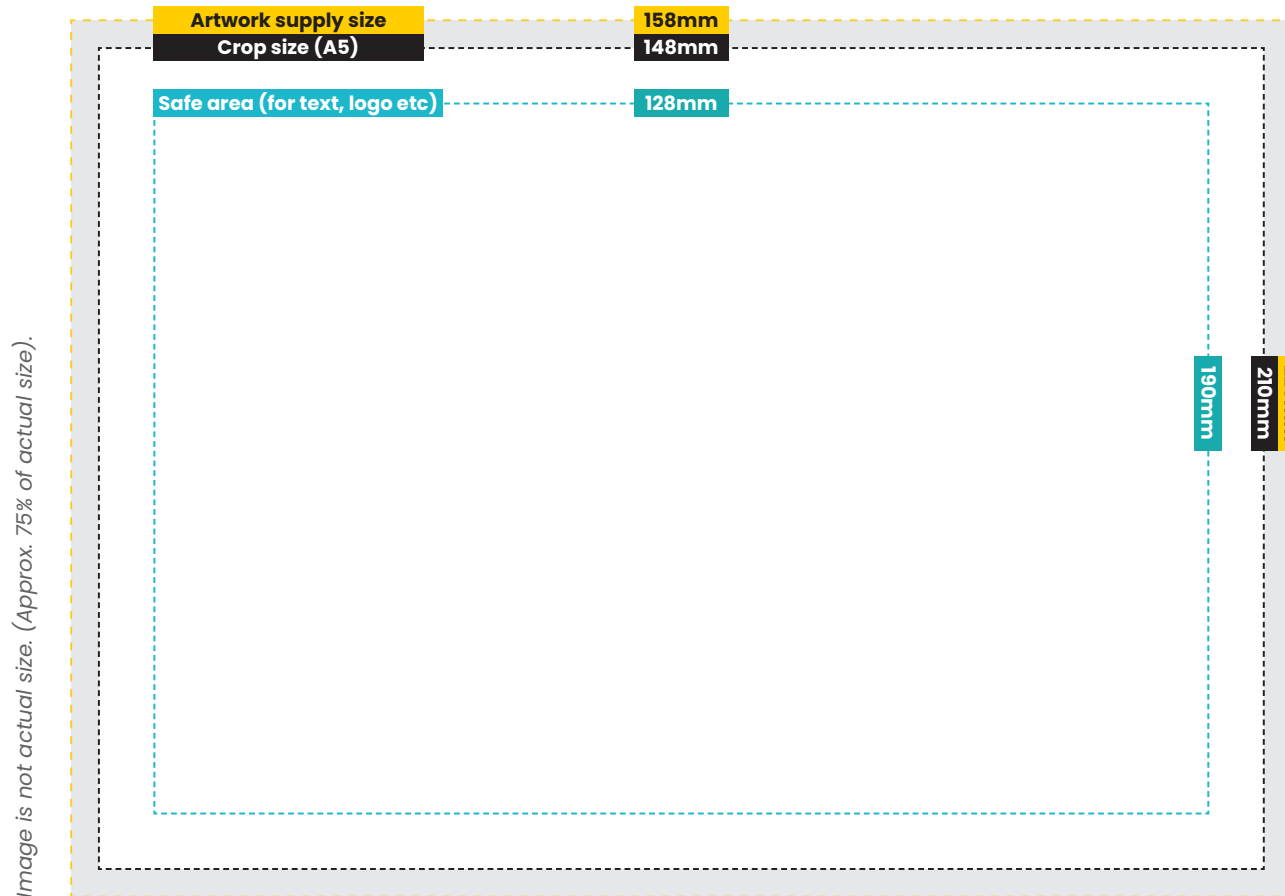 Artwork supply size
158mm
Crop size (A5)
148mm
Safe area (for text, logo etc)
128mm
190mm
210mm
Image is not actual size. (Approx. 75% of actual size).